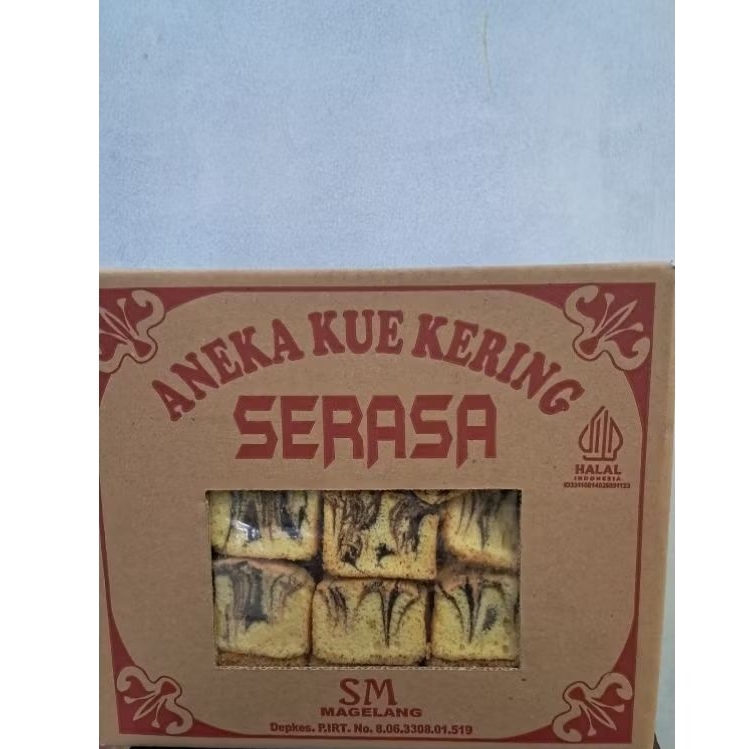 ANEKA KUE KERING
SERASA
HALAL
INDONESIA
SM
MAGELANG
Depkes. P.IRT. No. 8.06.3308.01.519